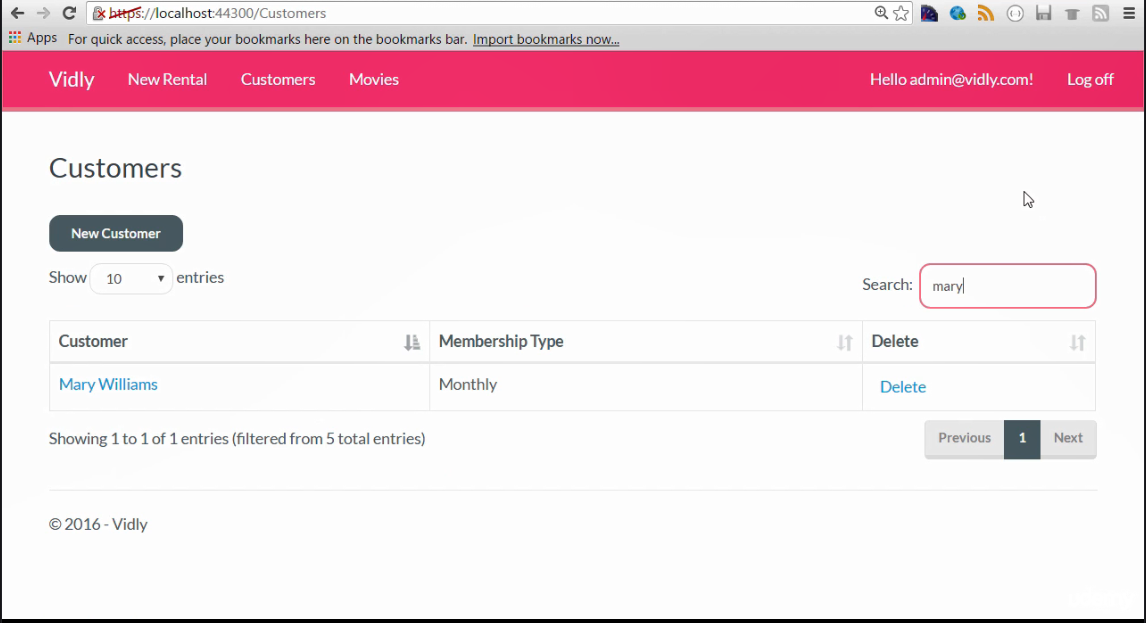 https://localhost:44300/Customers
Apps For quick access, place your bookmarks here on the bookmarks bar. Import bookmarks now...
Vidly New Rental Customers Movies Hello admin@vidly.com! Log off
Customers
New Customer
Show 10 entries
Search: mary
Customer Membership Type Delete
Mary Williams Monthly Delete
Showing 1 to 1 of 1 entries (filtered from 5 total entries)
Previous 1 Next
© 2016 - Vidly